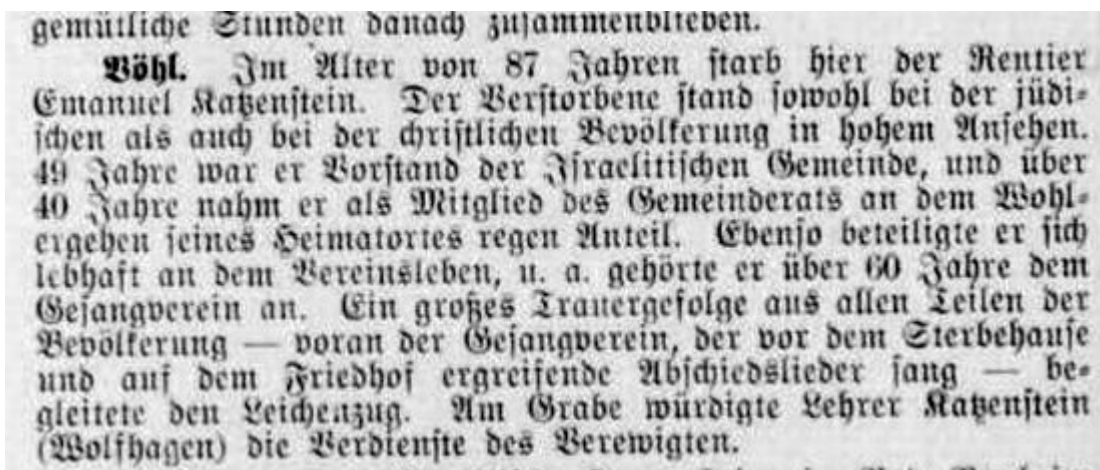 gemütliche Stunden danach zusammenblieben.
Vöhl. Im Alter von 87 Jahren starb hier der Rentier
Emanuel Katzenstein. Der Verstorbene stand sowohl bei der jüdi-
schen als auch bei der christlichen Bevölkerung in hohem Ansehen.
49 Jahre war er Vorstand der Israelitischen Gemeinde, und über
40 Jahre nahm er als Mitglied des Gemeinderats an dem Wohl-
ergehen seines Heimatortes regen Anteil. Ebenso beteiligte er sich
lebhaft an dem Vereinsleben, u. a. gehörte er über 60 Jahre dem
Gesangverein an. Ein großes Trauergefolge aus allen Teilen der
Bevölkerung — voran der Gesangverein, der vor dem Sterbehause
und auf dem Friedhof ergreifende Abschiedslieder sang — be-
gleitete den Leichenzug. Am Grabe würdigte Lehrer Katzenstein
(Wolfhagen) die Verdienste des Verewigten.